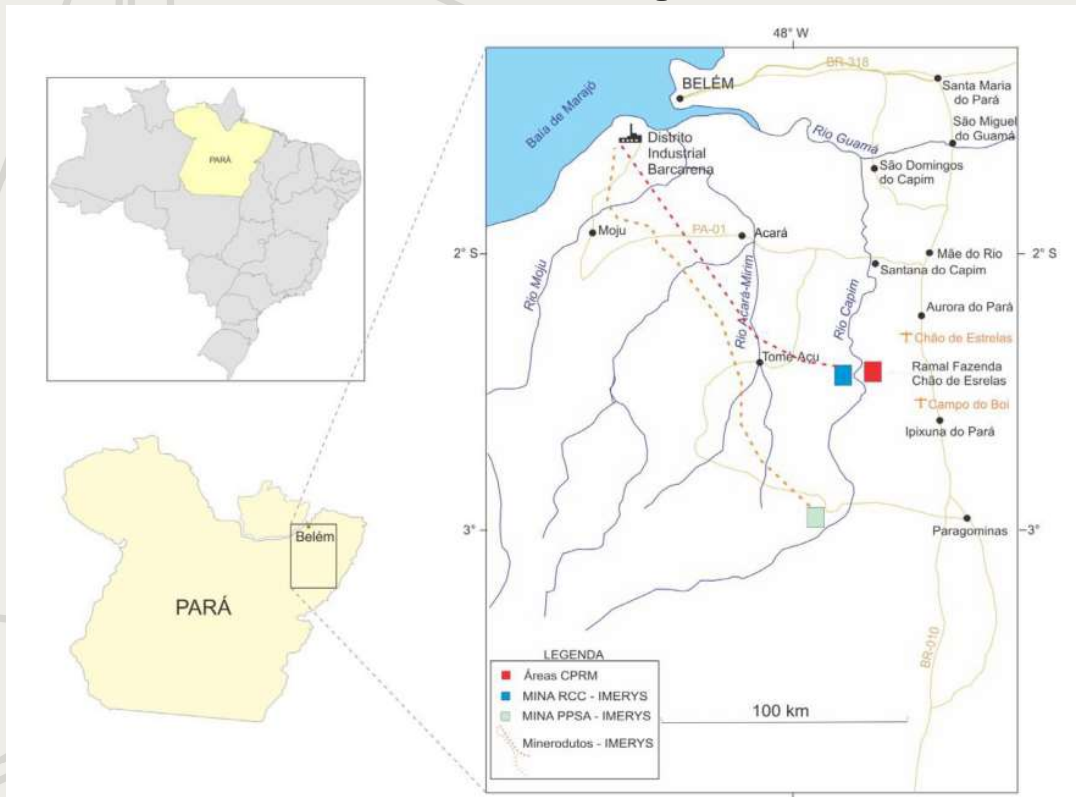 PARÁ
Belém
PARÁ
48° W
BR-318
BELÉM
Santa Maria
do Pará
São Miguel
do Guamá
Baía de Marajó
Distrito
Industrial
Barcarena
Rio Guamá
São Domingos
do Capim
Moju
PA-01
Acará
2° S
Mãe do Rio
Santana do Capim
Rio Moju
Rio Acará-Mirim
Rio Capim
Aurora do Pará
Chão de Estrelas
Tomé-Açu
Ramal Fazenda
Chão de Esrelas
Campo do Boi
Ipixuna do Pará
3°
3°
Paragominas
BR-010
LEGENDA
Áreas CPRM
MINA RCC - IMERYS
MINA PPSA - IMERYS
Minerodutos - IMERYS
100 km